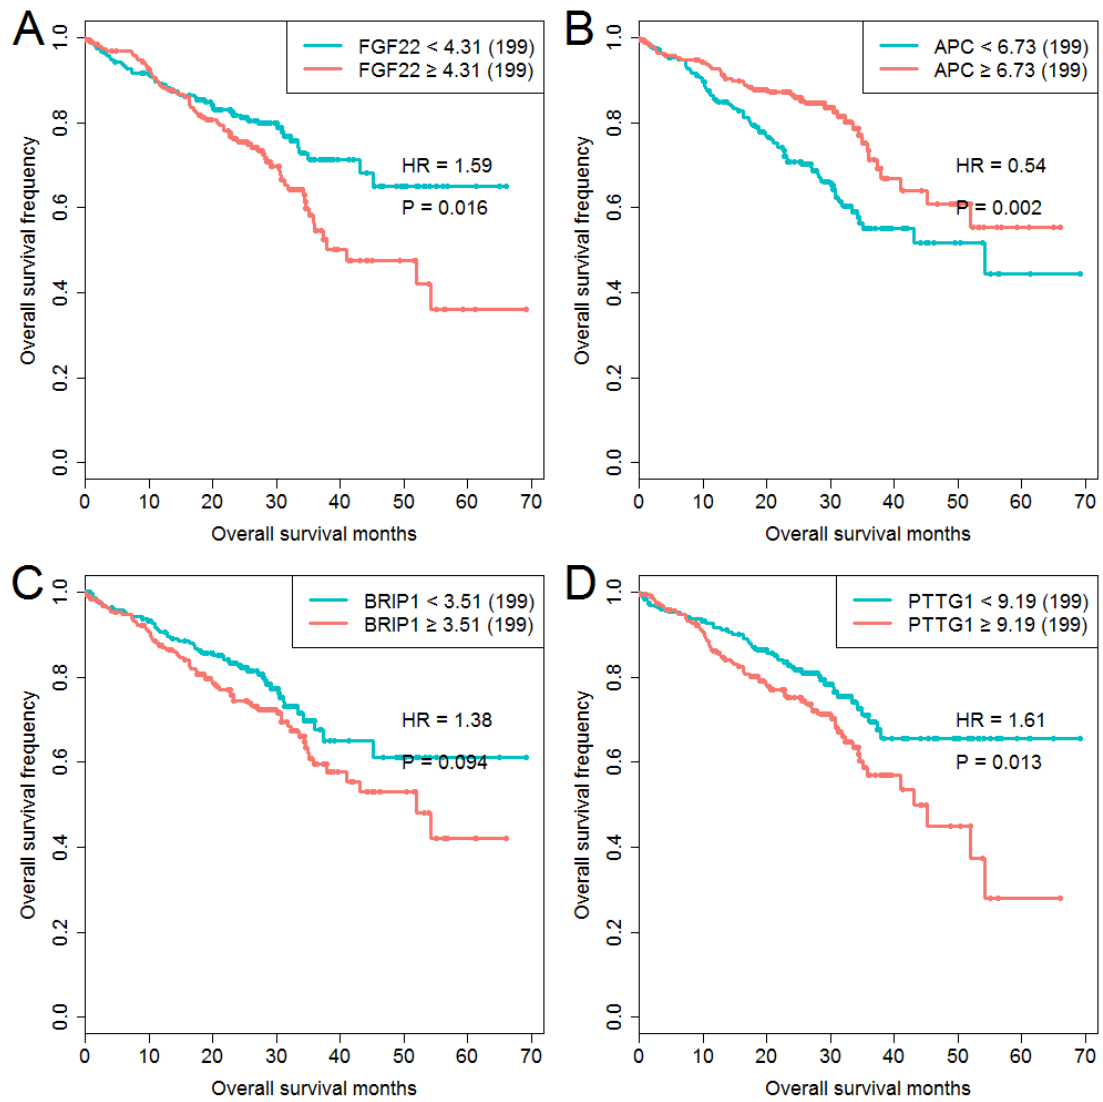 A
FGF22 < 4.31 (199)
FGF22 ≥ 4.31 (199)
HR = 1.59
P = 0.016
Overall survival frequency
0.0 0.2 0.4 0.6 0.8 1.0
0 10 20 30 40 50 60 70
Overall survival months
B
APC < 6.73 (199)
APC ≥ 6.73 (199)
HR = 0.54
P = 0.002
Overall survival frequency
0.0 0.2 0.4 0.6 0.8 1.0
0 10 20 30 40 50 60 70
Overall survival months
C
BRIP1 < 3.51 (199)
BRIP1 ≥ 3.51 (199)
HR = 1.38
P = 0.094
Overall survival frequency
0.0 0.2 0.4 0.6 0.8 1.0
0 10 20 30 40 50 60 70
Overall survival months
D
PTTG1 < 9.19 (199)
PTTG1 ≥ 9.19 (199)
HR = 1.61
P = 0.013
Overall survival frequency
0.0 0.2 0.4 0.6 0.8 1.0
0 10 20 30 40 50 60 70
Overall survival months